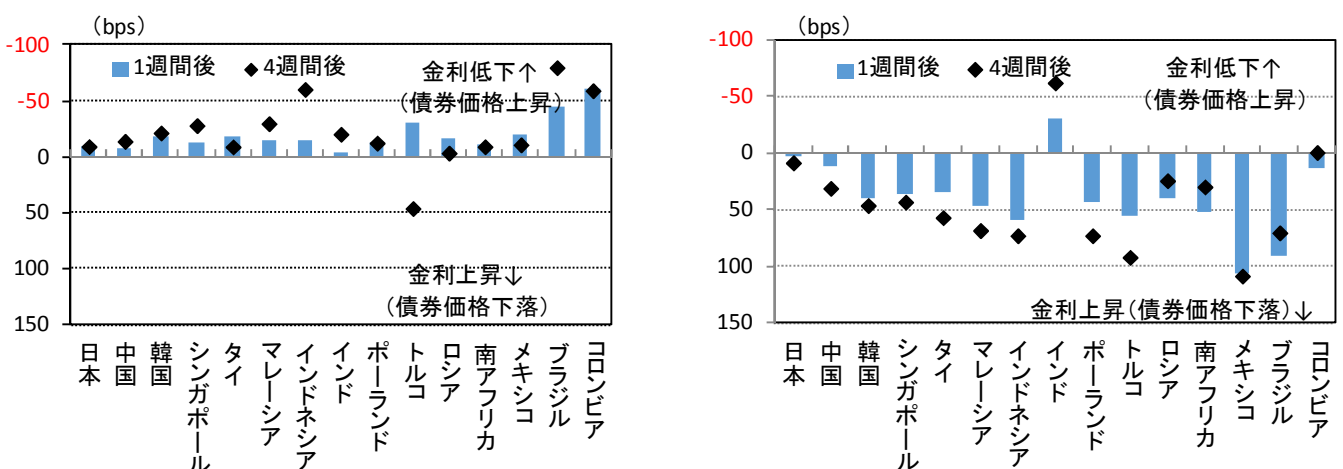 （bps）
-100
-50
0
50
100
150
1週間後
4週間後
金利低下↑
（債券価格上昇）
金利上昇↓
（債券価格下落）
日本
中国
韓国
シンガポール
タイ
マレーシア
インドネシア
インド
ポーランド
トルコ
ロシア
南アフリカ
メキシコ
ブラジル
コロンビア
（bps）
-100
-50
0
50
100
150
1週間後
4週間後
金利低下↑
（債券価格上昇）
金利上昇（債券価格下落）↓
日本
中国
韓国
シンガポール
タイ
マレーシア
インドネシア
インド
ポーランド
トルコ
ロシア
南アフリカ
メキシコ
ブラジル
コロンビア